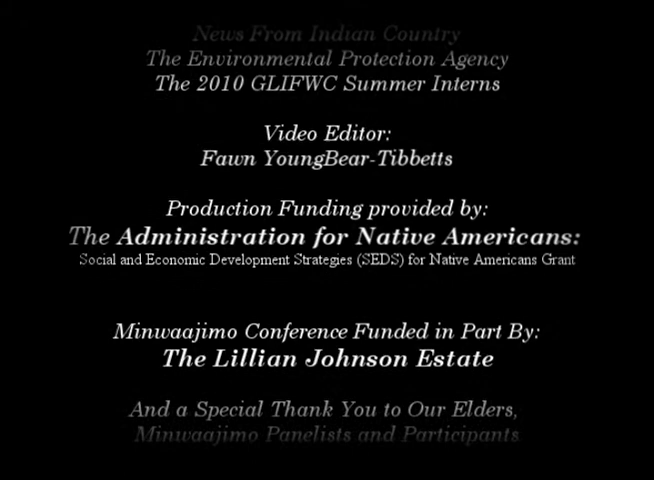 News From Indian Country
The Environmental Protection Agency
The 2010 GLIFWC Summer Interns
Video Editor:
Fawn YoungBear-Tibbetts
Production Funding provided by:
The Administration for Native Americans:
Social and Economic Development Strategies (SEDS) for Native Americans Grant
Minwaajimo Conference Funded in Part By:
The Lillian Johnson Estate
And a Special Thank You to Our Elders,
Minwaajimo Panelists and Participants